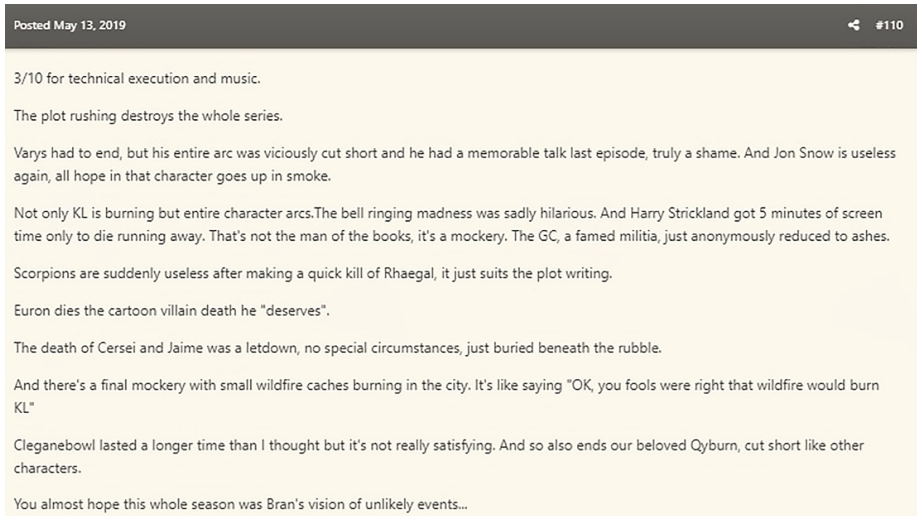 Posted May 13, 2019 #110
3/10 for technical execution and music.
The plot rushing destroys the whole series.
Varys had to end, but his entire arc was viciously cut short and he had a memorable talk last episode, truly a shame. And Jon Snow is useless
again, all hope in that character goes up in smoke.
Not only KL is burning but entire character arcs.The bell ringing madness was sadly hilarious. And Harry Strickland got 5 minutes of screen
time only to die running away. That's not the man of the books, it's a mockery. The GC, a famed militia, just anonymously reduced to ashes.
Scorpions are suddenly useless after making a quick kill of Rhaegal, it just suits the plot writing.
Euron dies the cartoon villain death he "deserves".
The death of Cersei and Jaime was a letdown, no special circumstances, just buried beneath the rubble.
And there's a final mockery with small wildfire caches burning in the city. It's like saying "OK, you fools were right that wildfire would burn
KL"
Cleganebowl lasted a longer time than I thought but it's not really satisfying. And so also ends our beloved Qyburn, cut short like other
characters.
You almost hope this whole season was Bran's vision of unlikely events...